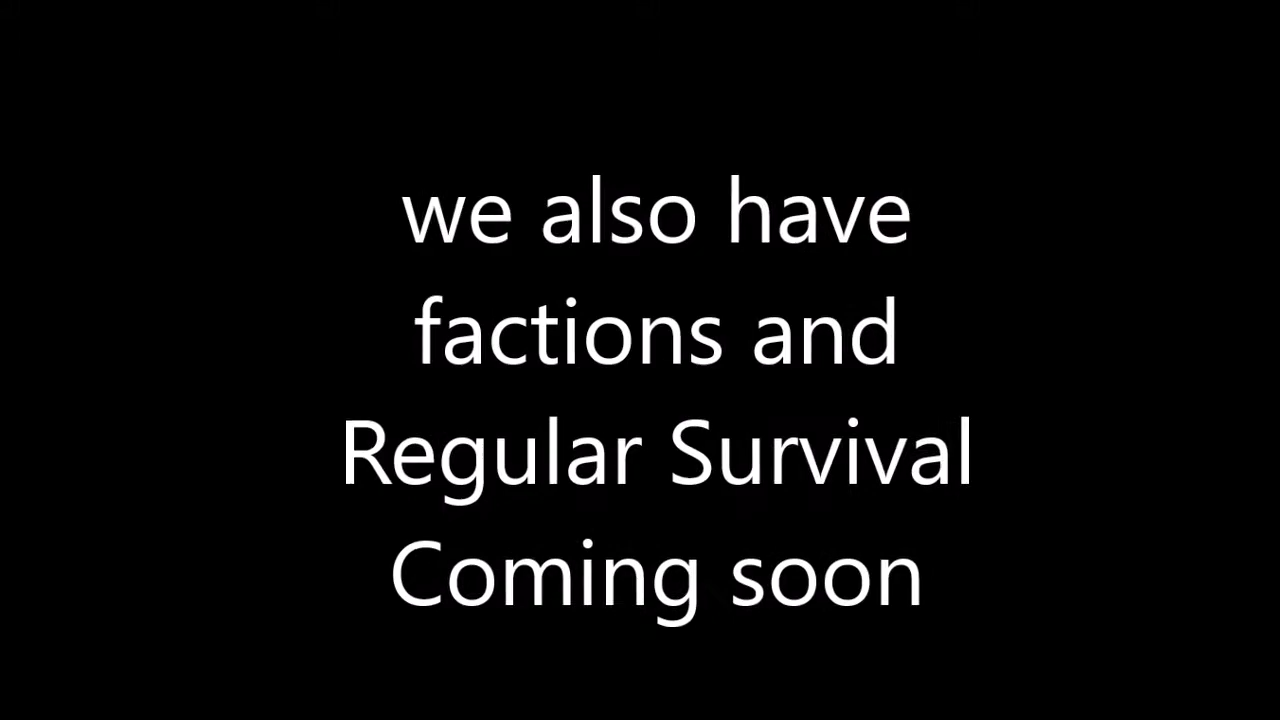 we also have
factions and
Regular Survival
Coming soon